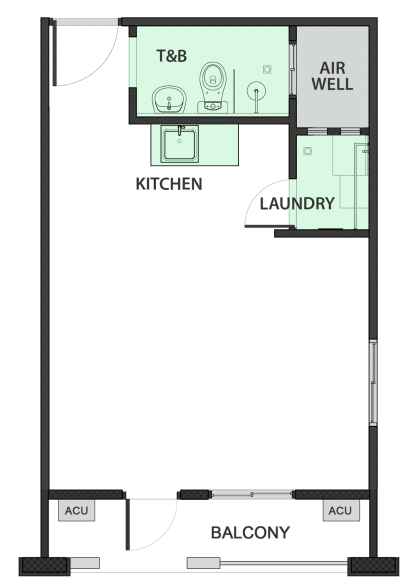 T&B
AIR
WELL
KITCHEN
LAUNDRY
ACU
ACU
BALCONY